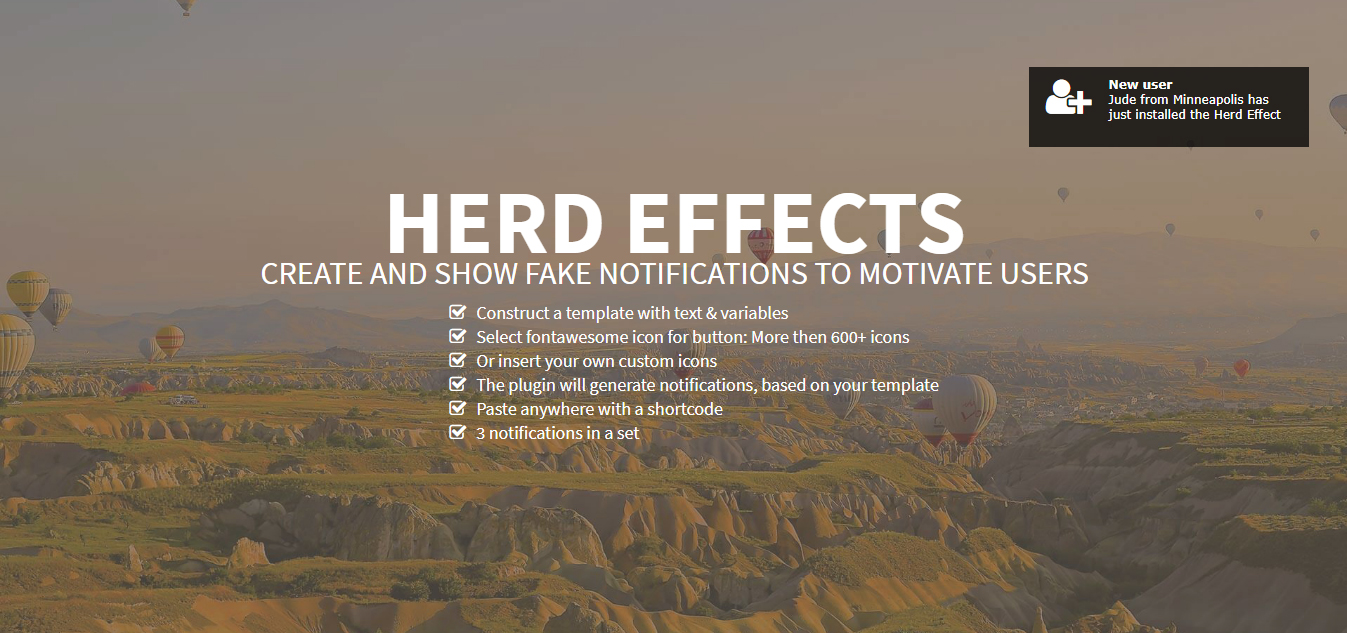 New user
Jude from Minneapolis has
just installed the Herd Effect
HERD EFFECTS
CREATE AND SHOW FAKE NOTIFICATIONS TO MOTIVATE USERS
Construct a template with text & variables
Select fontawesome icon for button: More then 600+ icons
Or insert your own custom icons
The plugin will generate notifications, based on your template
Paste anywhere with a shortcode
3 notifications in a set